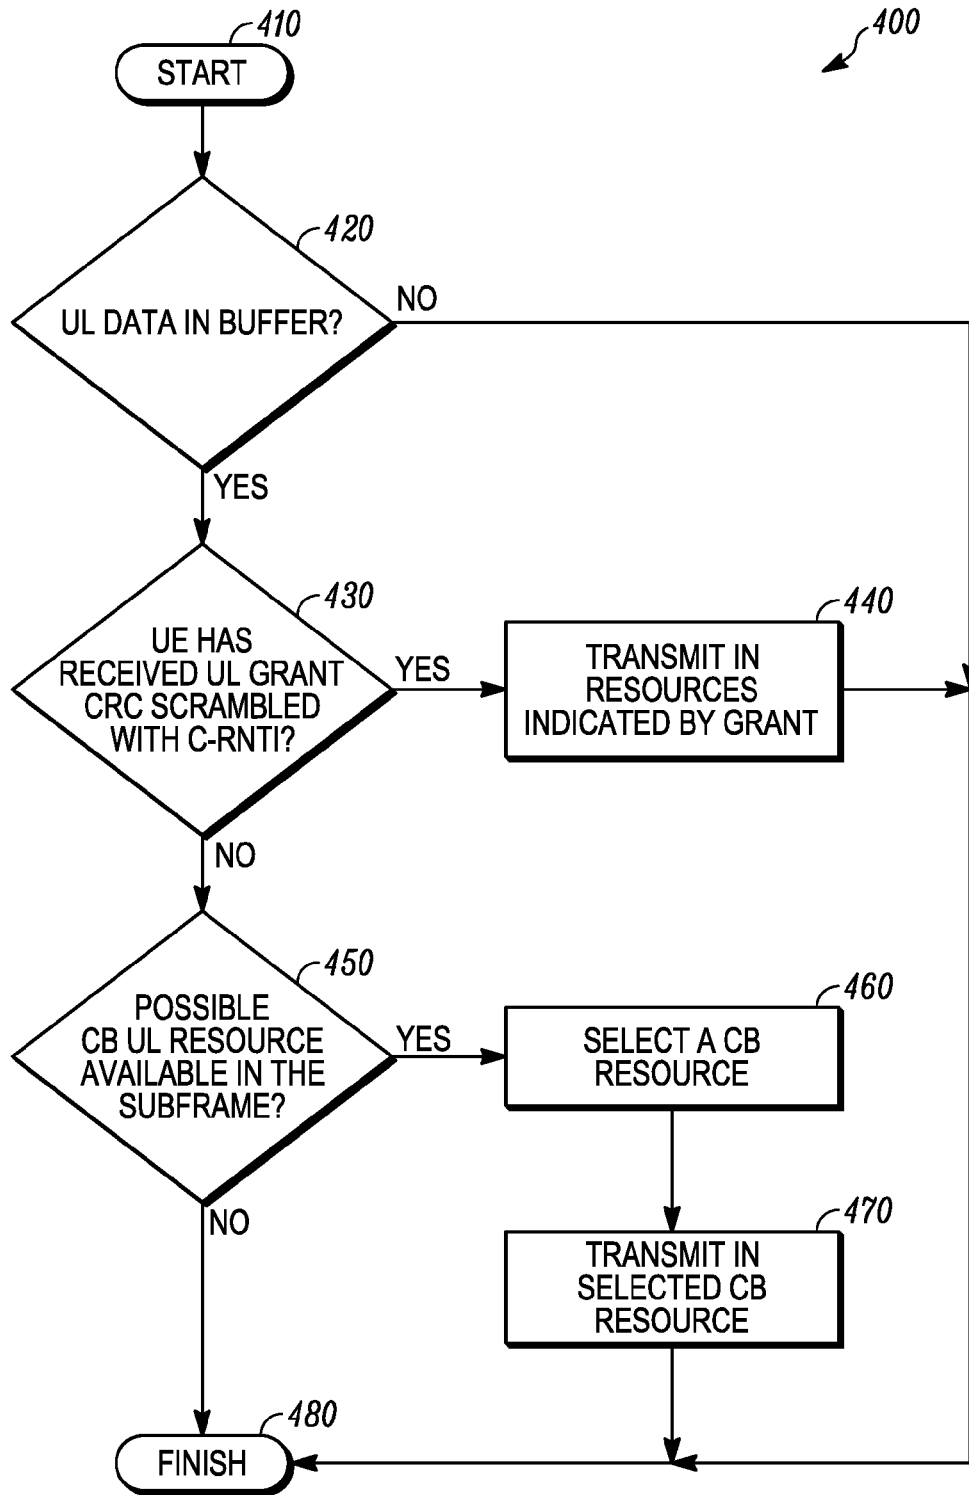 410
400
START
420
UL DATA IN BUFFER?
NO
YES
430
UE HAS
RECEIVED UL GRANT
CRC SCRAMBLED
WITH C-RNTI?
YES
440
TRANSMIT IN
RESOURCES
INDICATED BY GRANT
NO
450
POSSIBLE
CB UL RESOURCE
AVAILABLE IN THE
SUBFRAME?
YES
460
SELECT A CB
RESOURCE
NO
470
TRANSMIT IN
SELECTED CB
RESOURCE
480
FINISH